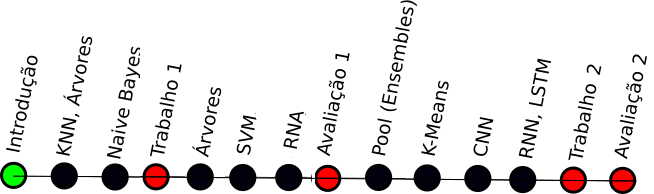 Introdução
KNN, Árvores
Naive Bayes
Trabalho 1
Árvores
SVM
RNA
Avaliação 1
Pool (Ensembles)
K-Means
CNN
RNN, LSTM
Trabalho 2
Avaliação 2